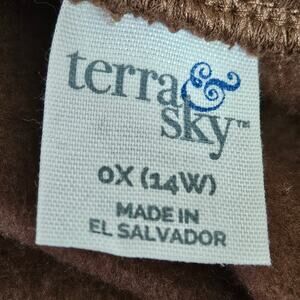 terra &
sky™
0X (14W)
MADE IN
EL SALVADOR